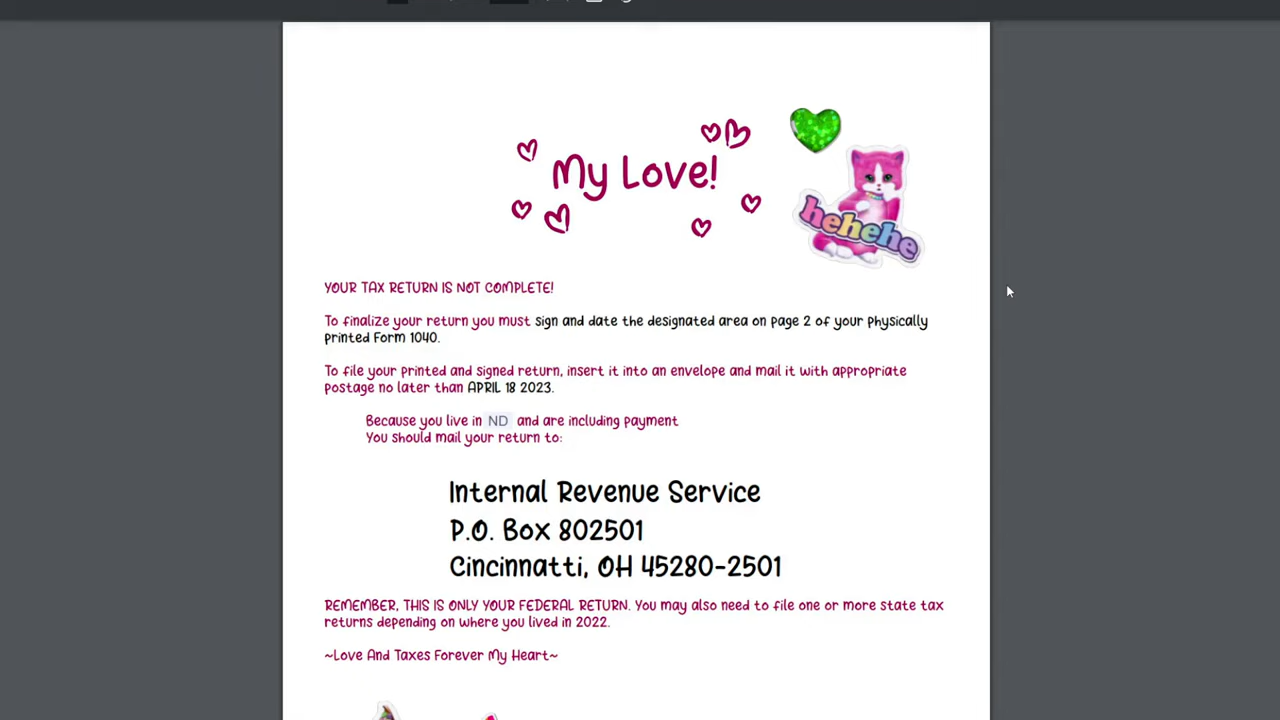 My Love!
hehehe
YOUR TAX RETURN IS NOT COMPLETE!
To finalize your return you must sign and date the designated area on page 2 of your physically
printed Form 1040.
To file your printed and signed return, insert it into an envelope and mail it with appropriate
postage no later than APRIL 18 2023.
Because you live in ND and are including payment
You should mail your return to:
Internal Revenue Service
P.O. Box 802501
Cincinnatti, OH 45280-2501
REMEMBER, THIS IS ONLY YOUR FEDERAL RETURN. You may also need to file one or more state tax
returns depending on where you lived in 2022.
~Love And Taxes Forever My Heart~